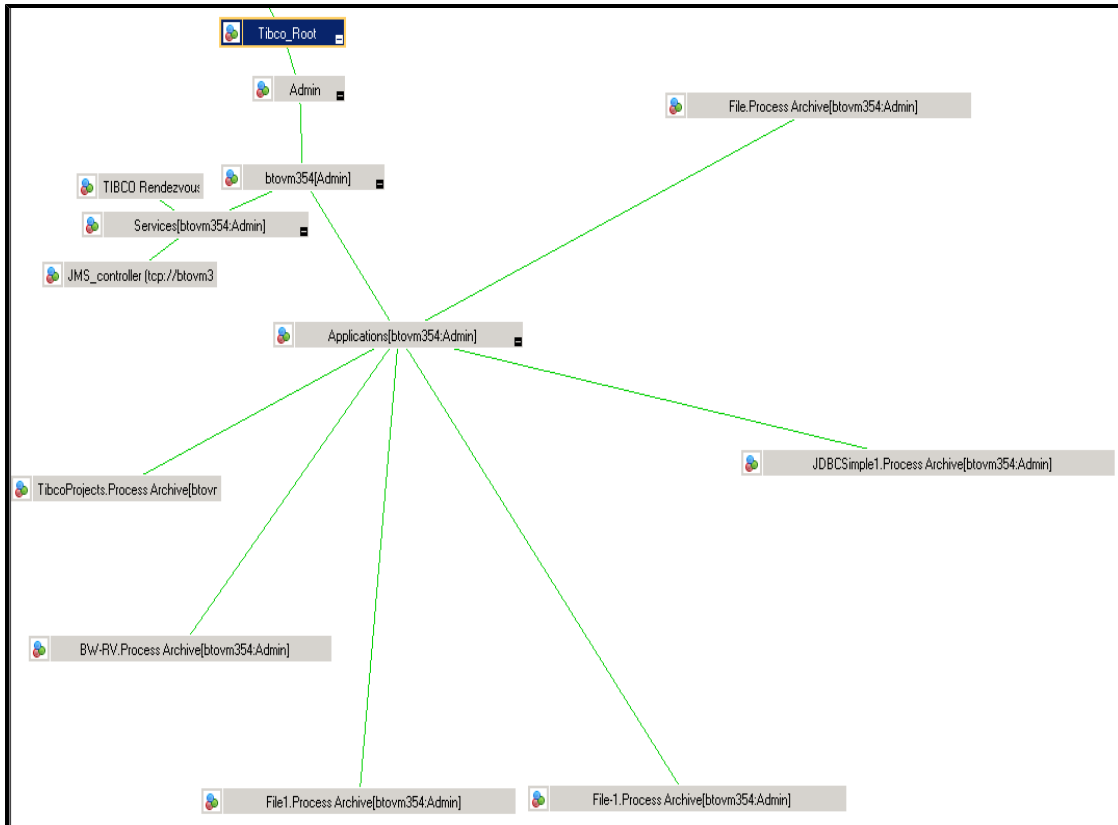 Tibco_Root
Admin
File.Process Archive[btovm354:Admin]
btovm354[Admin]
TIBCO Rendezvous
Services[btovm354:Admin]
JMS_controller (tcp://btovm3
Applications[btovm354:Admin]
JDBCSimple1.Process Archive[btovm354:Admin]
TibcoProjects.Process Archive[btovr
BW-RV.Process Archive[btovm354:Admin]
File1.Process Archive[btovm354:Admin]
File-1.Process Archive[btovm354:Admin]